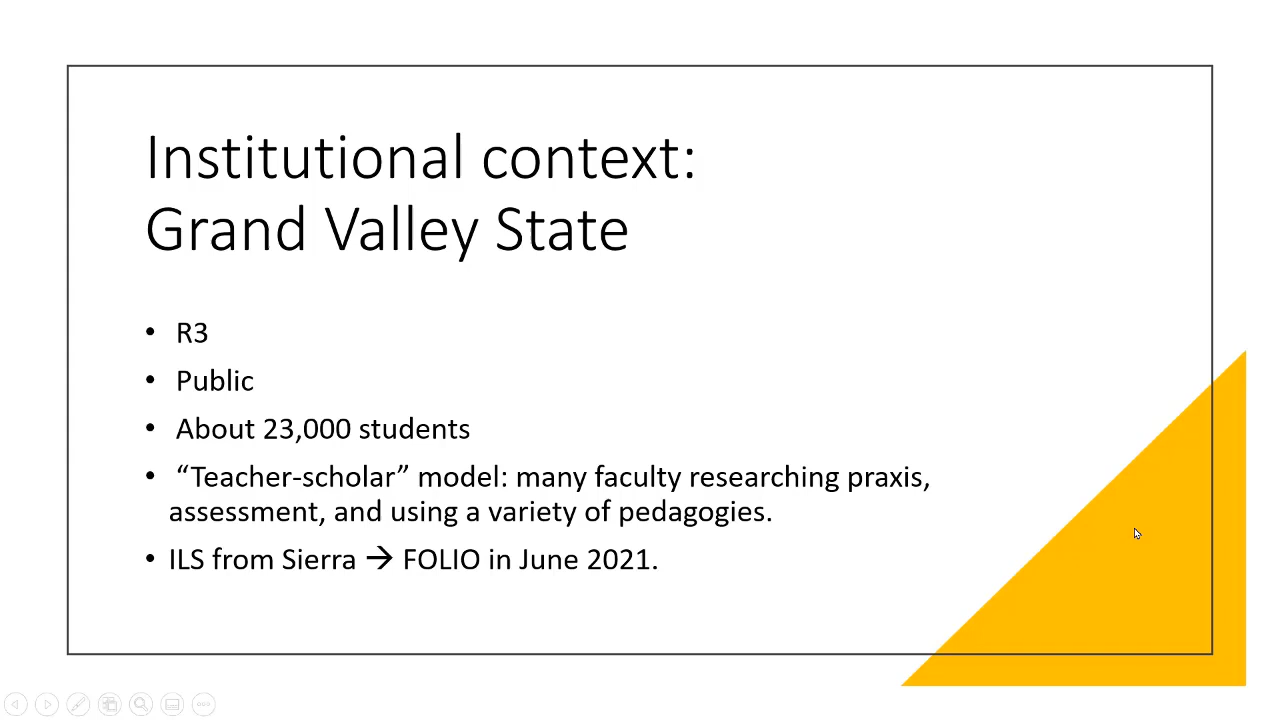 Institutional context:
Grand Valley State
• R3
• Public
• About 23,000 students
• “Teacher-scholar” model: many faculty researching praxis,
assessment, and using a variety of pedagogies.
• ILS from Sierra → FOLIO in June 2021.